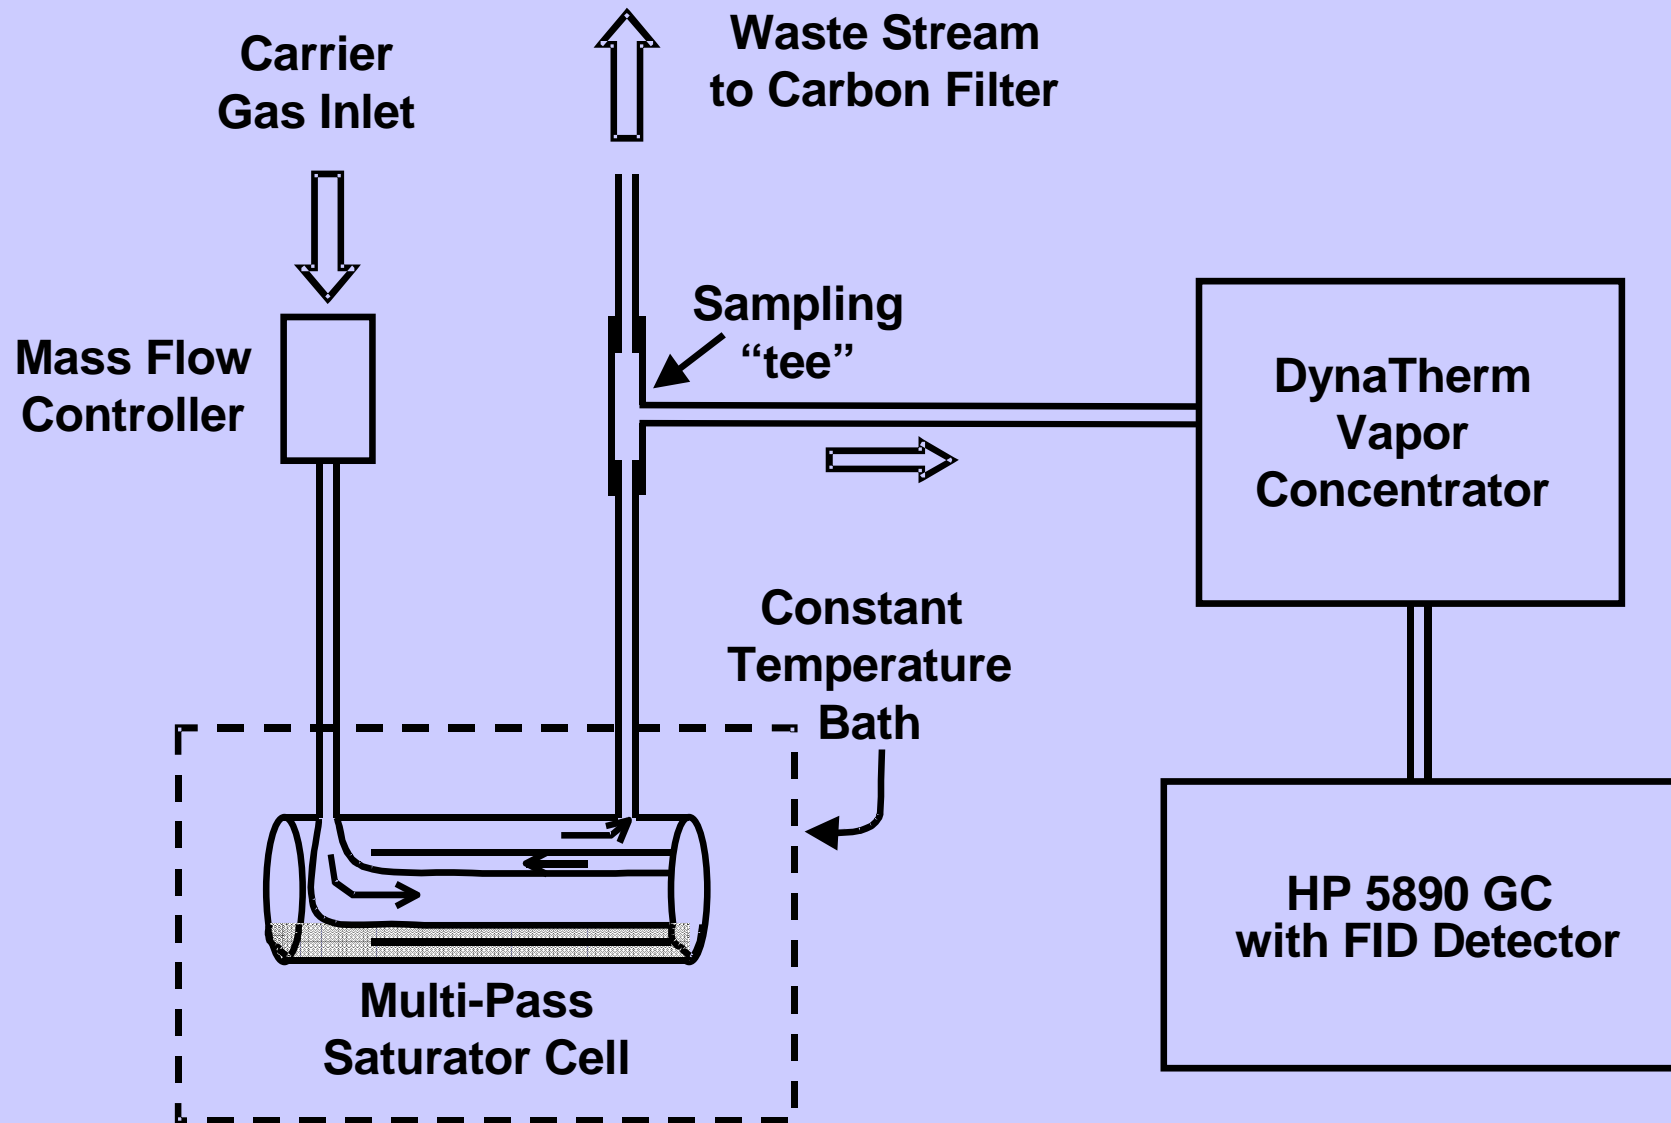 Carrier
Gas Inlet
Waste Stream
to Carbon Filter
Mass Flow
Controller
Sampling
“tee”
DynaTherm
Vapor
Concentrator
Constant
Temperature
Bath
HP 5890 GC
with FID Detector
Multi-Pass
Saturator Cell